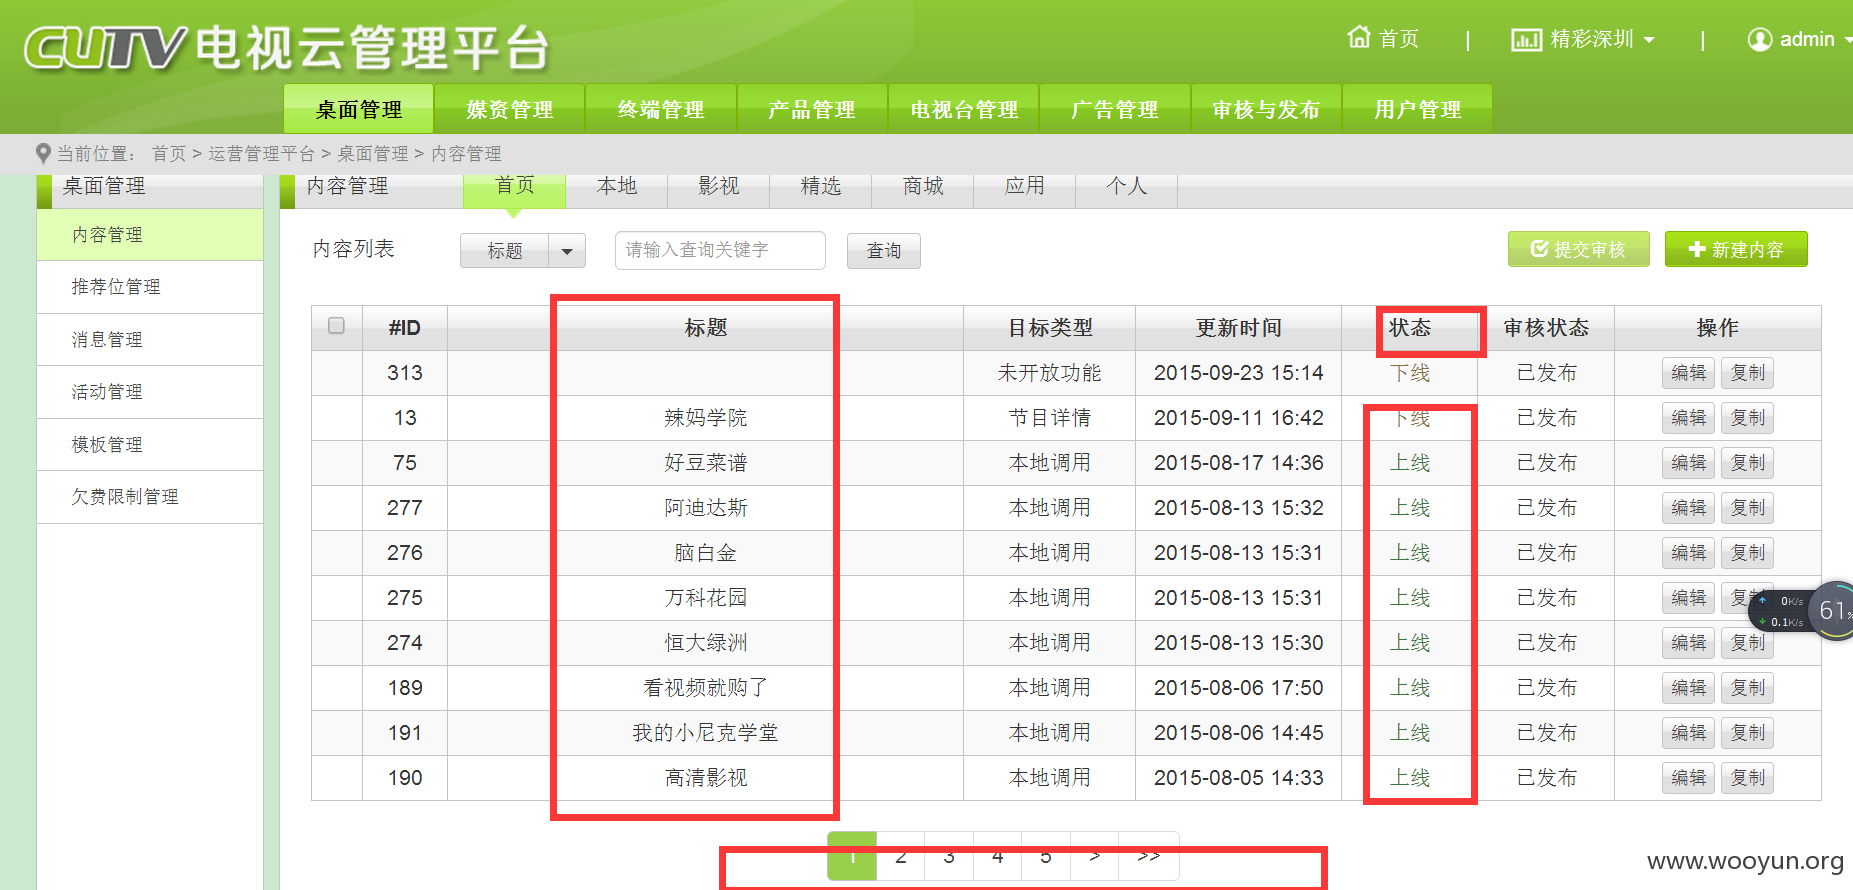 CUTV 电视云管理平台
首页 | 精彩深圳 | admin
桌面管理 媒资管理 终端管理 产品管理 电视台管理 广告管理 审核与发布 用户管理
当前位置： 首页 > 运营管理平台 > 桌面管理 > 内容管理
桌面管理
内容管理
推荐位管理
消息管理
活动管理
模板管理
欠费限制管理
内容管理 首页 本地 影视 精选 商城 应用 个人
内容列表 标题 请输入查询关键字 查询 提交审核 新建内容
#ID 标题 目标类型 更新时间 状态 审核状态 操作
313 未开放功能 2015-09-23 15:14 下线 已发布 编辑 复制
13 辣妈学院 节目详情 2015-09-11 16:42 下线 已发布 编辑 复制
75 好豆菜谱 本地调用 2015-08-17 14:36 上线 已发布 编辑 复制
277 阿迪达斯 本地调用 2015-08-13 15:32 上线 已发布 编辑 复制
276 脑白金 本地调用 2015-08-13 15:31 上线 已发布 编辑 复制
275 万科花园 本地调用 2015-08-13 15:31 上线 已发布 编辑 复制
274 恒大绿洲 本地调用 2015-08-13 15:30 上线 已发布 编辑 复制
189 看视频就购了 本地调用 2015-08-06 17:50 上线 已发布 编辑 复制
191 我的小尼克学堂 本地调用 2015-08-06 14:45 上线 已发布 编辑 复制
190 高清影视 本地调用 2015-08-05 14:33 上线 已发布 编辑 复制
0K/s
0.1K/s
61%
1 2 3 4 5 > >>
www.wooyun.org